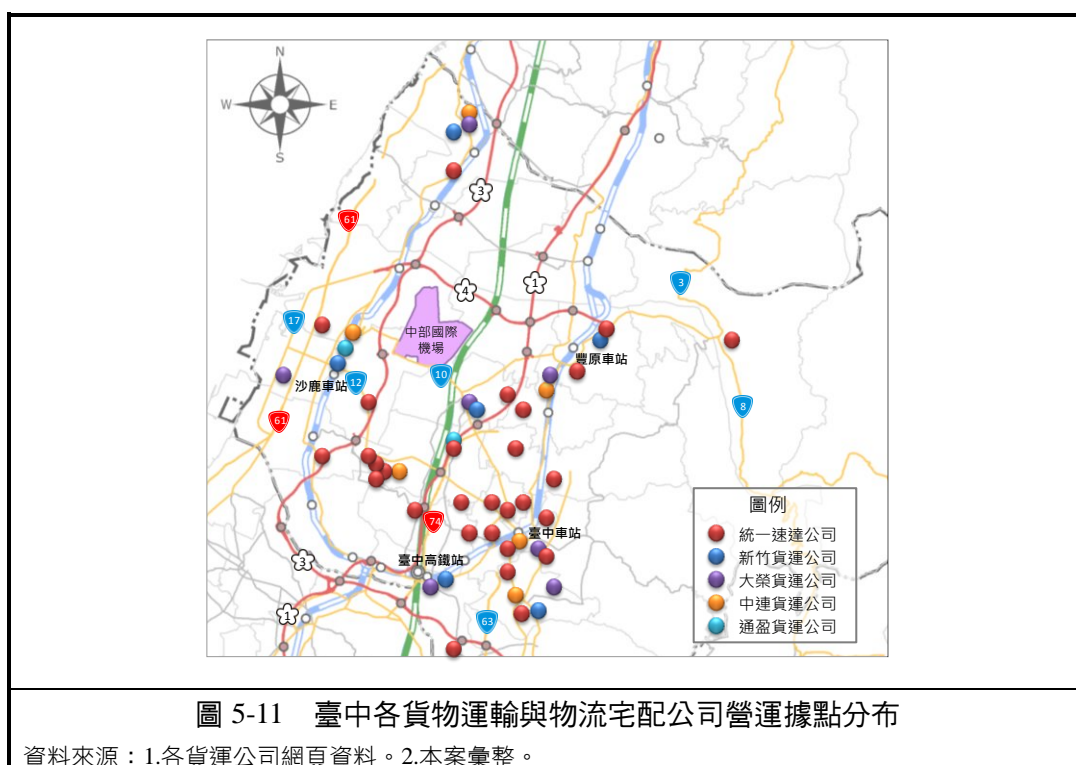 N
W E
S
3
61
3
4
1
17
中部國際
機場
豐原車站
10
沙鹿車站
12
8
61
圖例
統一速達公司
74
臺中車站
新竹貨運公司
臺中高鐵站
大榮貨運公司
3
中連貨運公司
1
63
通盈貨運公司
圖 5-11 臺中各貨物運輸與物流宅配公司營運據點分布
資料來源：1.各貨運公司網頁資料。2.本案彙整。